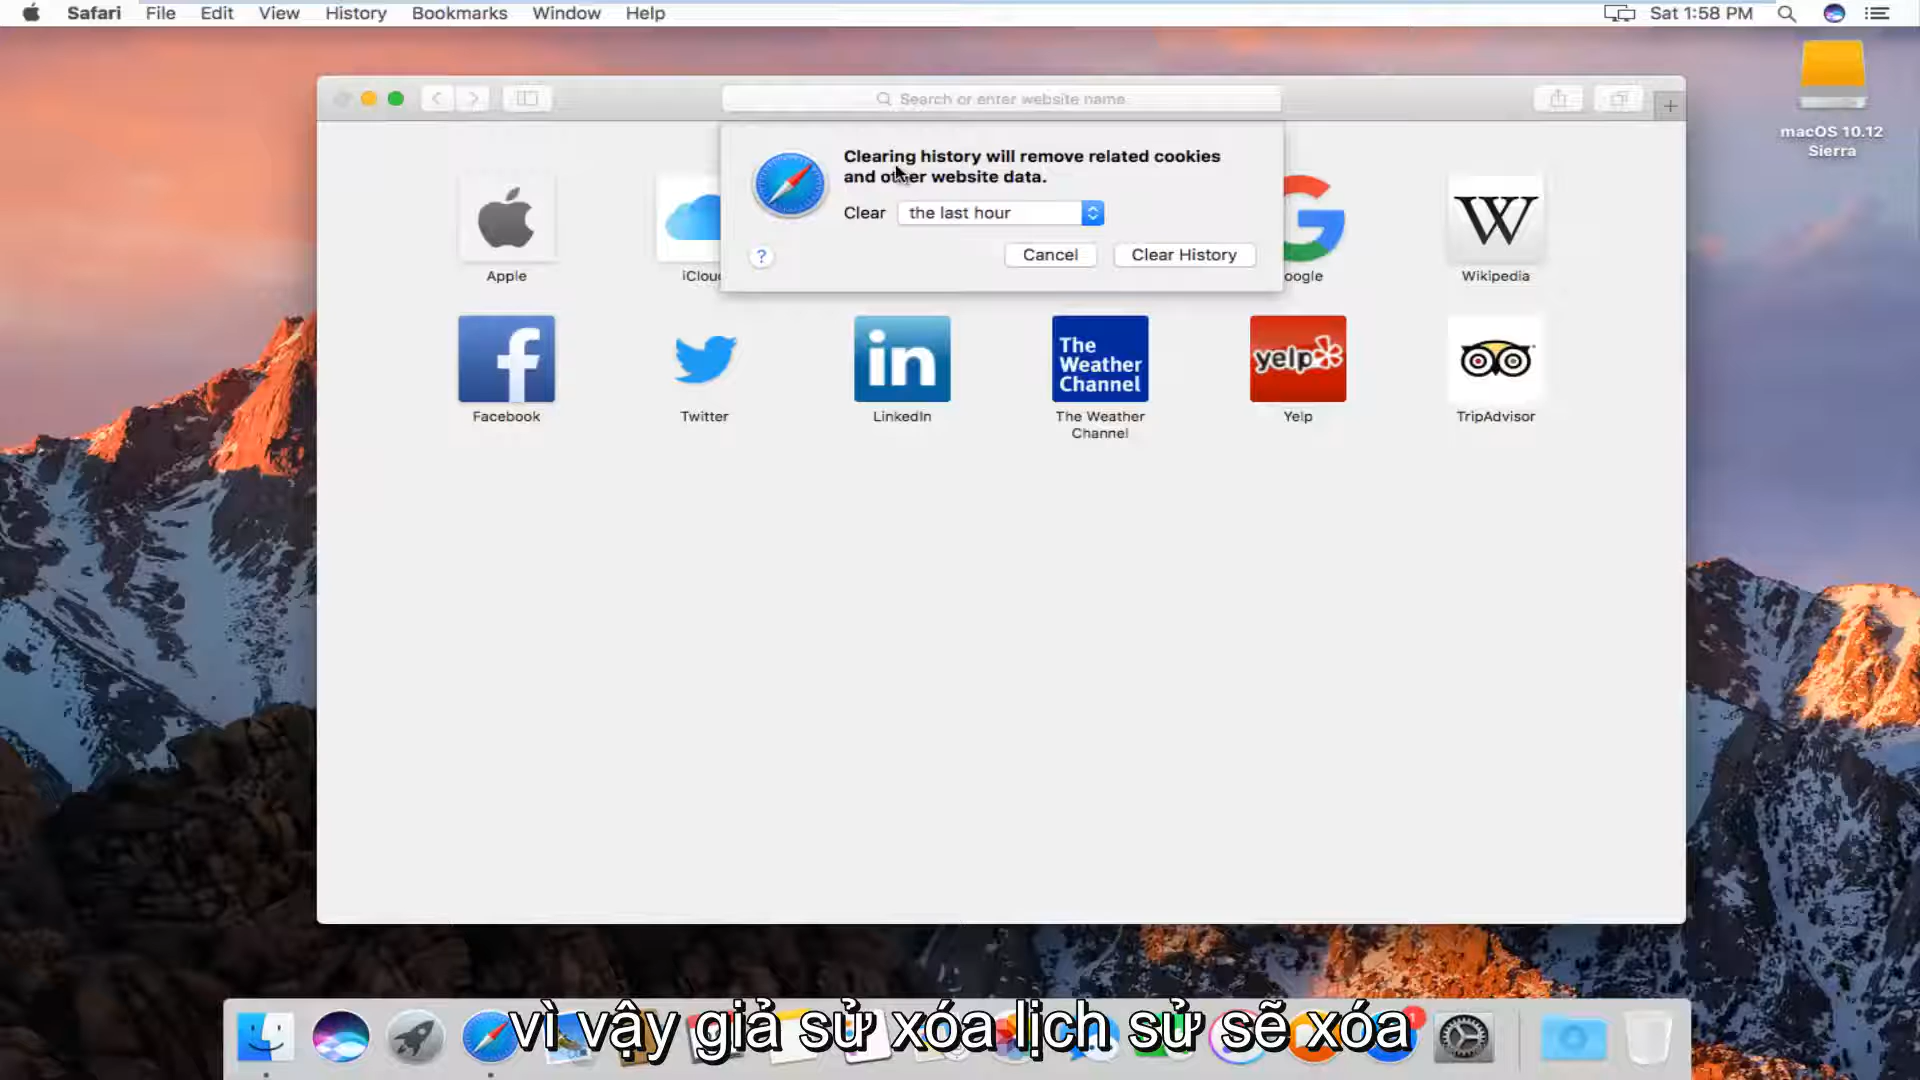 Safari File Edit View History Bookmarks Window Help Sat 1:58 PM
macOS 10.12
Sierra
Search or enter website name
Clearing history will remove related cookies
and other website data.
Clear the last hour
? Cancel Clear History
Apple iClou oogle Wikipedia
W
f in The Weather Channel yelp
Facebook Twitter LinkedIn The Weather Channel Yelp TripAdvisor
1
vì vậy giả sử xóa lịch sử sẽ xóa